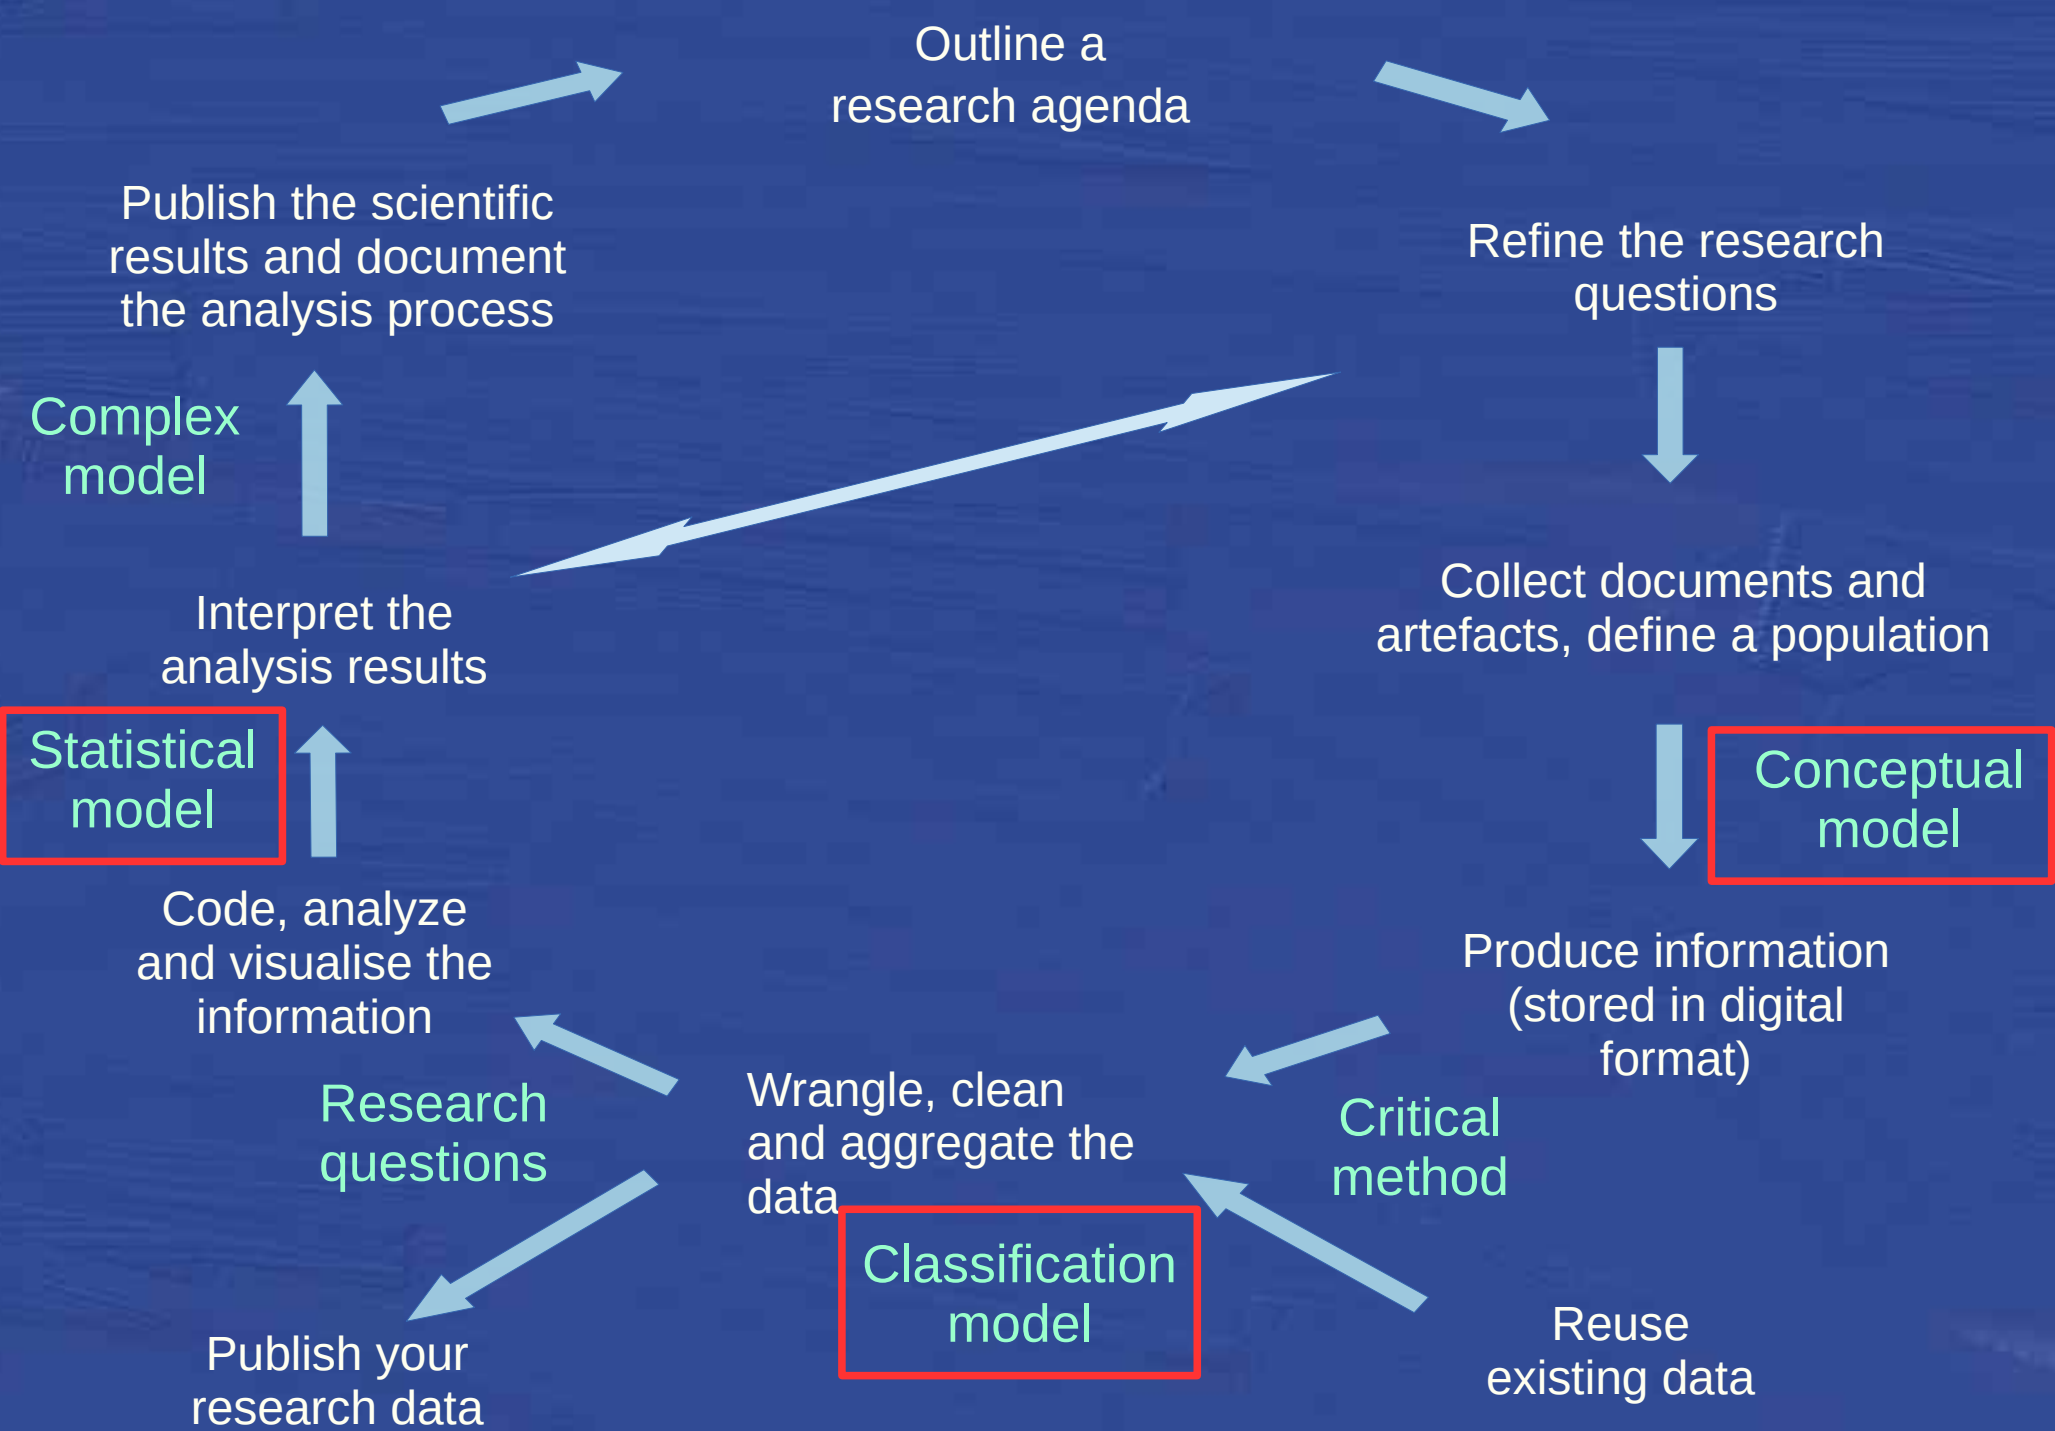 Outline a
research agenda
Publish the scientific
results and document
the analysis process
Refine the research
questions
Complex
model
Collect documents and
artefacts, define a population
Interpret the
analysis results
Statistical
model
Conceptual
model
Code, analyze
and visualise the
information
Produce information
(stored in digital
format)
Wrangle, clean
and aggregate the
data
Research
questions
Critical
method
Classification
model
Reuse
existing data
Publish your
research data